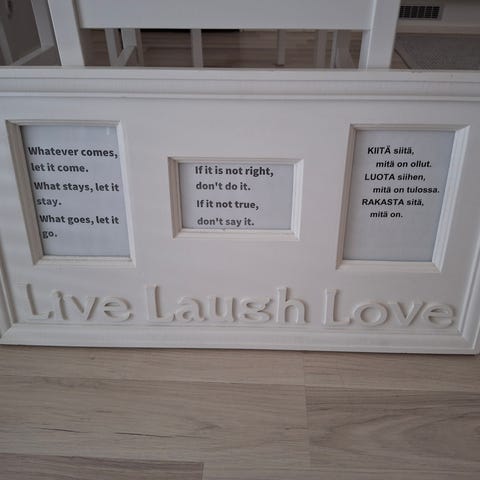 Whatever comes,
let it come.
What stays, let it
stay.
What goes, let it
go.
If it is not right,
don't do it.
If it not true,
don't say it.
KIITÄ siitä,
mitä on ollut.
LUOTA siihen,
mitä on tulossa.
RAKASTA sitä,
mitä on.
Live Laugh Love